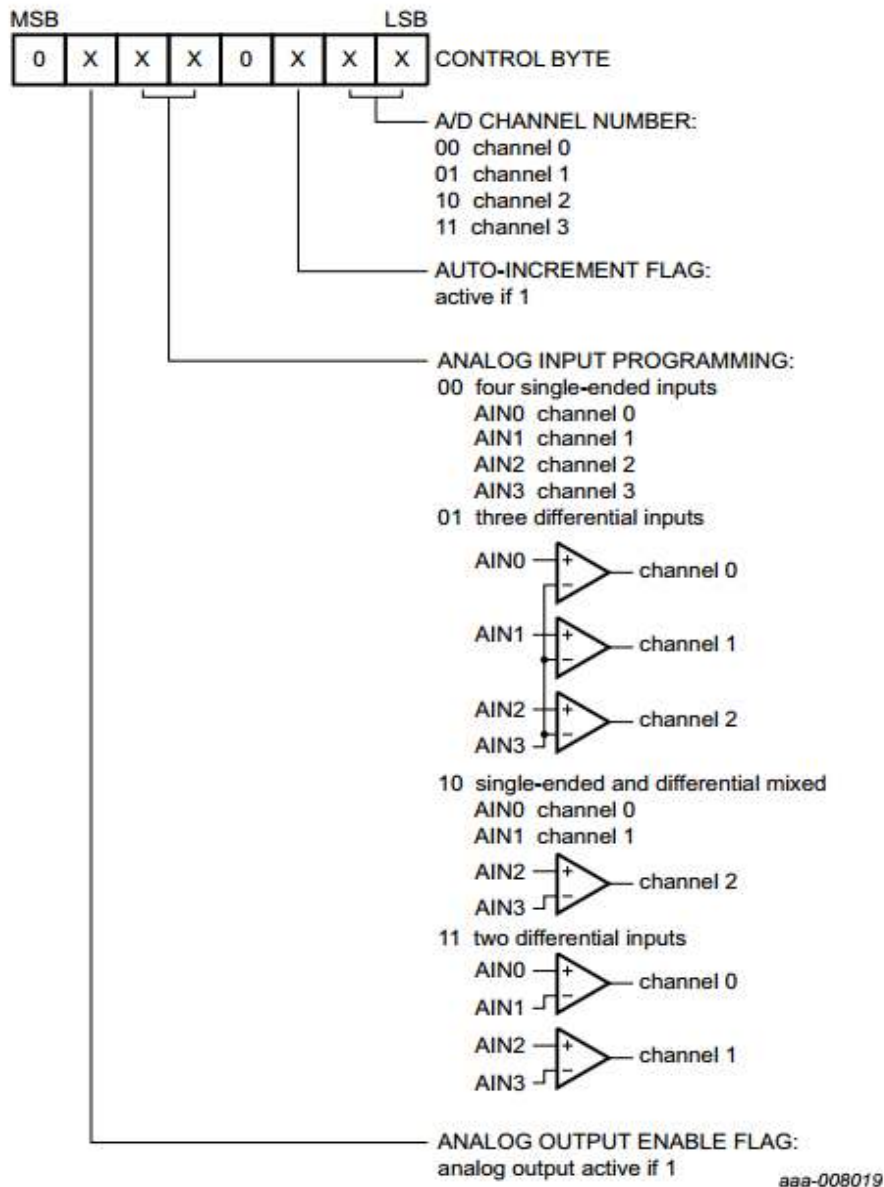 MSB LSB
0 X X X 0 X X X CONTROL BYTE
A/D CHANNEL NUMBER:
00 channel 0
01 channel 1
10 channel 2
11 channel 3
AUTO-INCREMENT FLAG:
active if 1
ANALOG INPUT PROGRAMMING:
00 four single-ended inputs
AIN0 channel 0
AIN1 channel 1
AIN2 channel 2
AIN3 channel 3
01 three differential inputs
AIN0 + − channel 0
AIN1 + − channel 1
AIN2 + channel 2
AIN3 −
10 single-ended and differential mixed
AIN0 channel 0
AIN1 channel 1
AIN2 + channel 2
AIN3 −
11 two differential inputs
AIN0 + channel 0
AIN1 −
AIN2 + channel 1
AIN3 −
ANALOG OUTPUT ENABLE FLAG:
analog output active if 1
aaa-008019